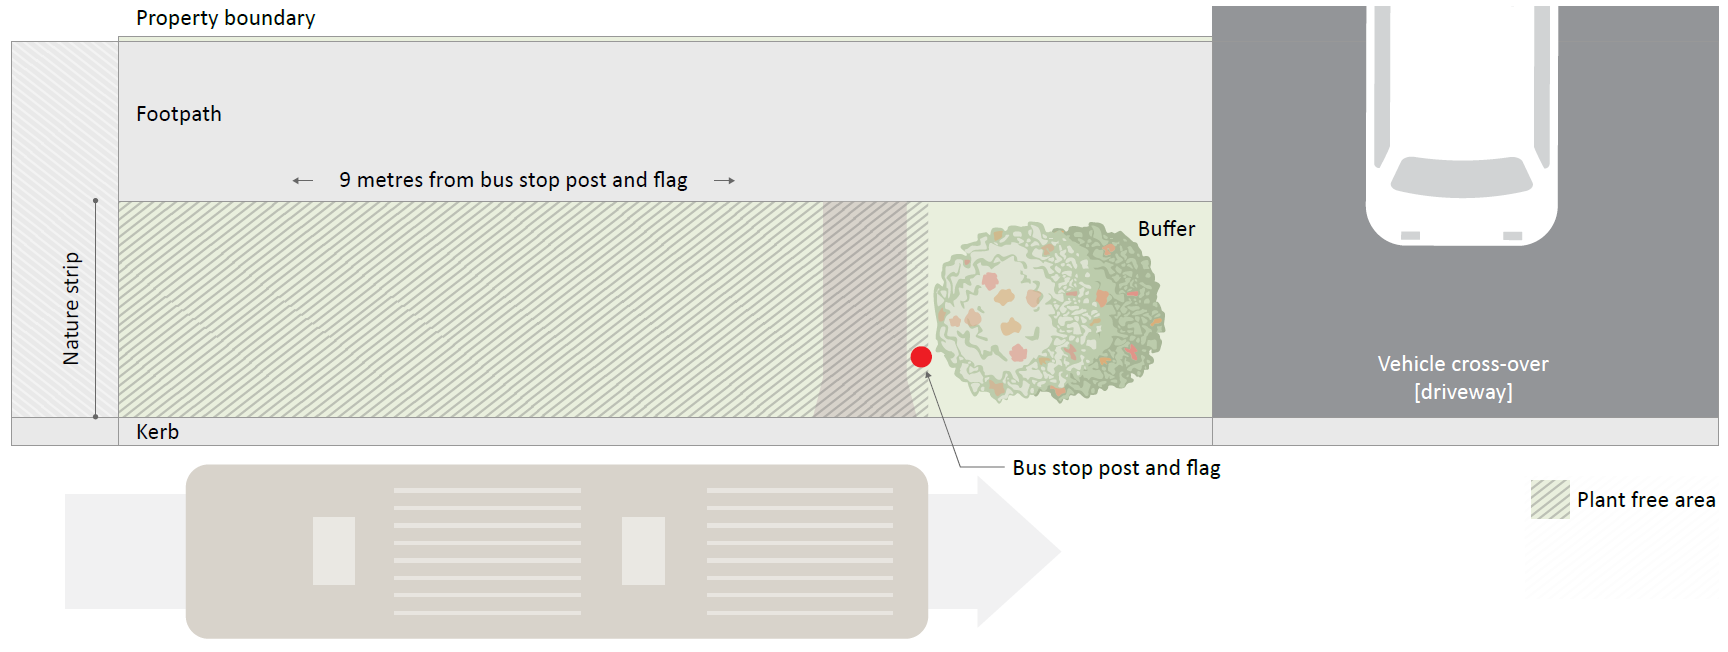 Property boundary
Footpath
9 metres from bus stop post and flag
Nature strip
Buffer
Vehicle cross-over
[driveway]
Kerb
Bus stop post and flag
Plant free area